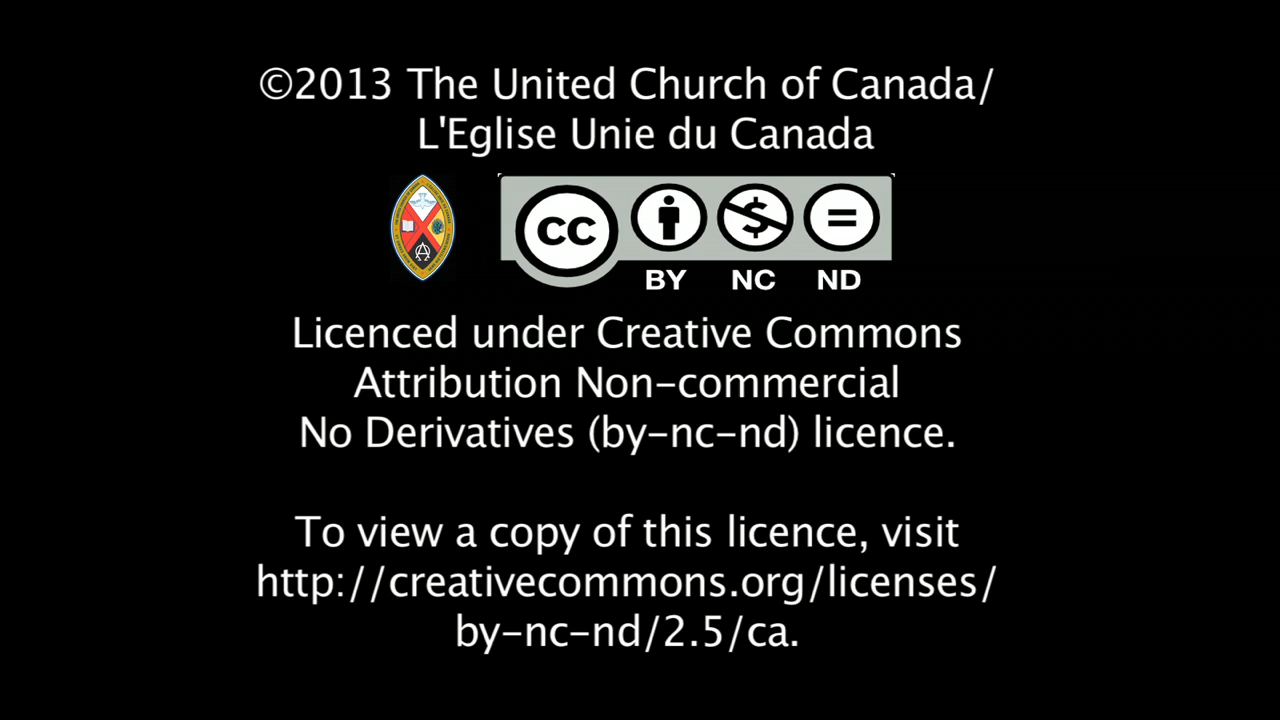 ©2013 The United Church of Canada/
L'Eglise Unie du Canada
cc
BY NC ND
Licenced under Creative Commons
Attribution Non-commercial
No Derivatives (by-nc-nd) licence.
To view a copy of this licence, visit
http://creativecommons.org/licenses/
by-nc-nd/2.5/ca.